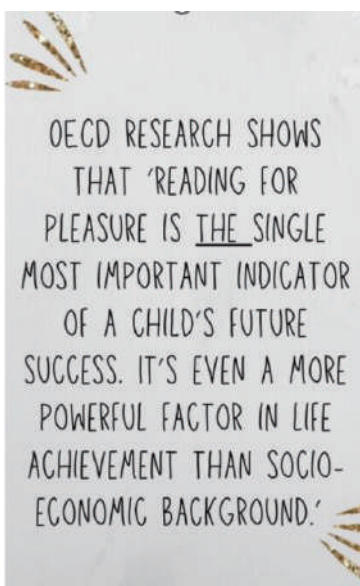 OECD RESEARCH SHOWS
THAT ‘READING FOR
PLEASURE IS THE SINGLE
MOST IMPORTANT INDICATOR
OF A CHILD’S FUTURE
SUCCESS. IT’S EVEN A MORE
POWERFUL FACTOR IN LIFE
ACHIEVEMENT THAN SOCIO-
ECONOMIC BACKGROUND.’